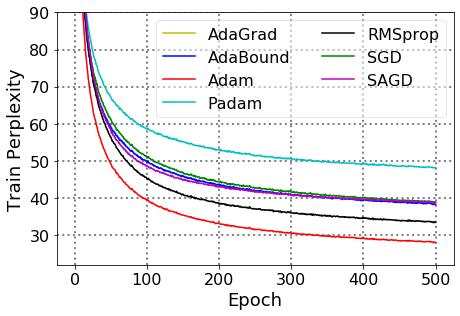 90
80
70
60
50
40
30
Train Perplexity
AdaGrad
AdaBound
Adam
Padam
RMSprop
SGD
SAGD
0 100 200 300 400 500
Epoch